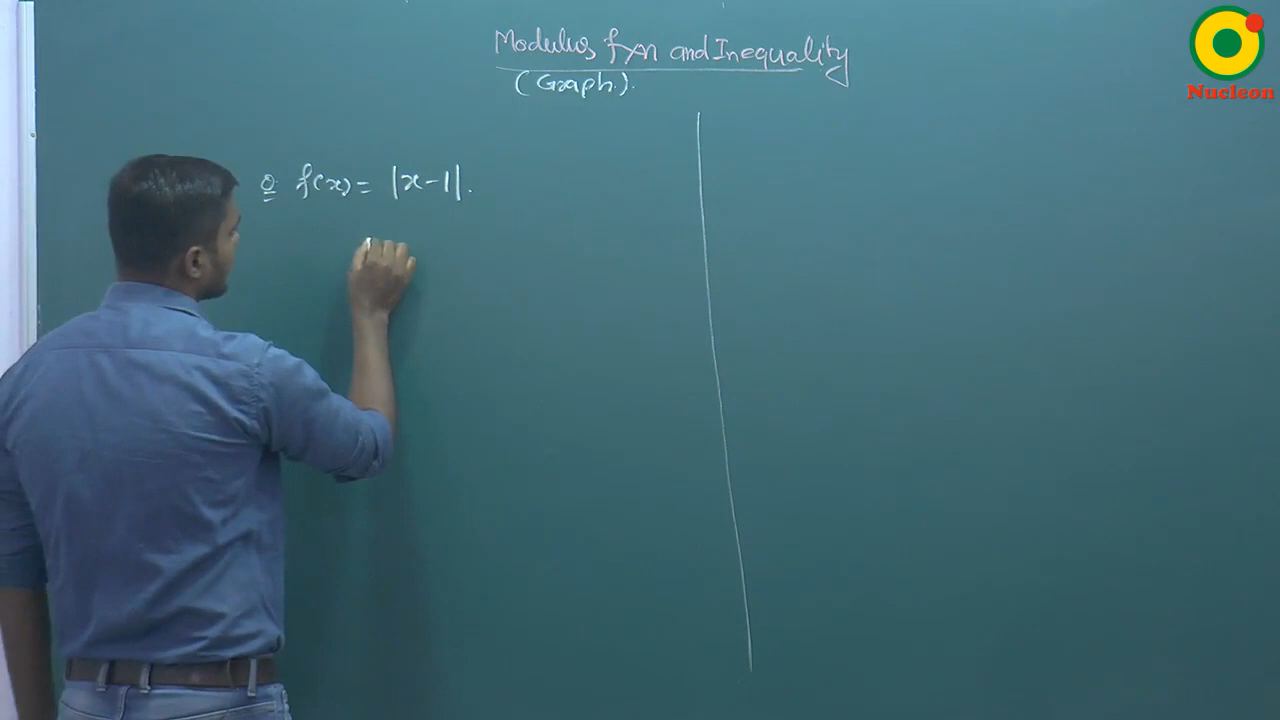 Modulus fxn and Inequality
(Graph.).
Nucleon
Q. f(x) = |x-1|.